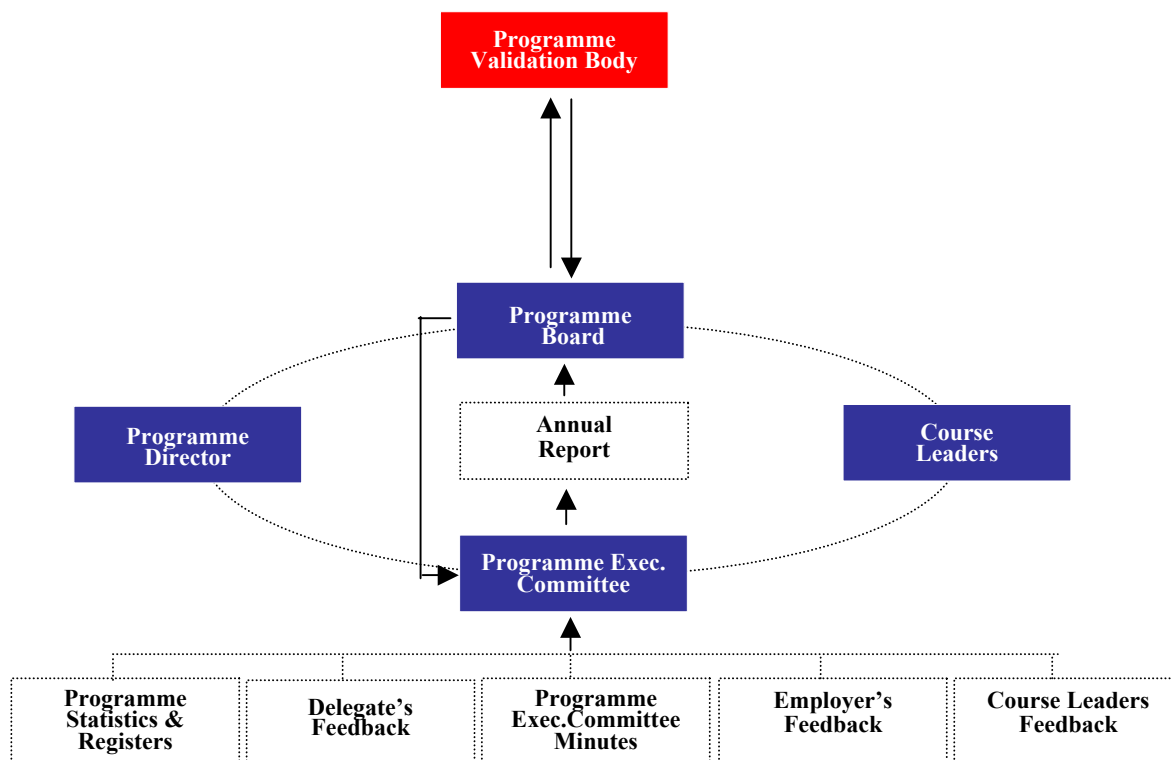 Programme
Validation Body
Programme
Board
Annual
Report
Programme
Director
Course
Leaders
Programme Exec.
Committee
Programme
Statistics &
Registers
Delegate's
Feedback
Programme
Exec.Committee
Minutes
Employer's
Feedback
Course Leaders
Feedback